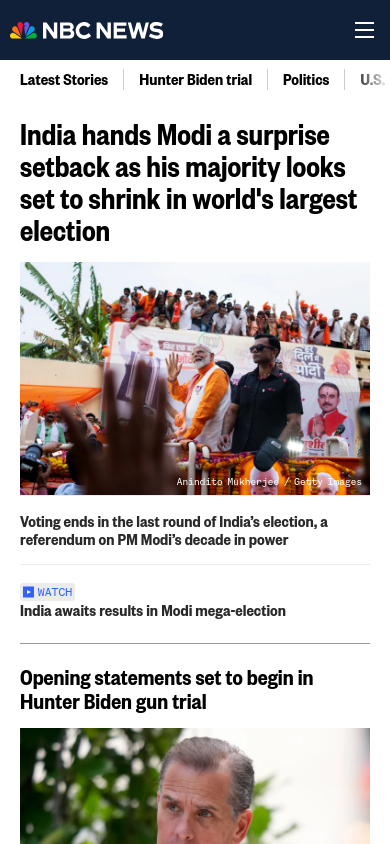 NBC NEWS
Latest Stories
Hunter Biden trial
Politics
U.S.
India hands Modi a surprise
setback as his majority looks
set to shrink in world's largest
election
Anindito Mukherjee / Getty Images
Voting ends in the last round of India’s election, a
referendum on PM Modi’s decade in power
WATCH
India awaits results in Modi mega-election
Opening statements set to begin in
Hunter Biden gun trial